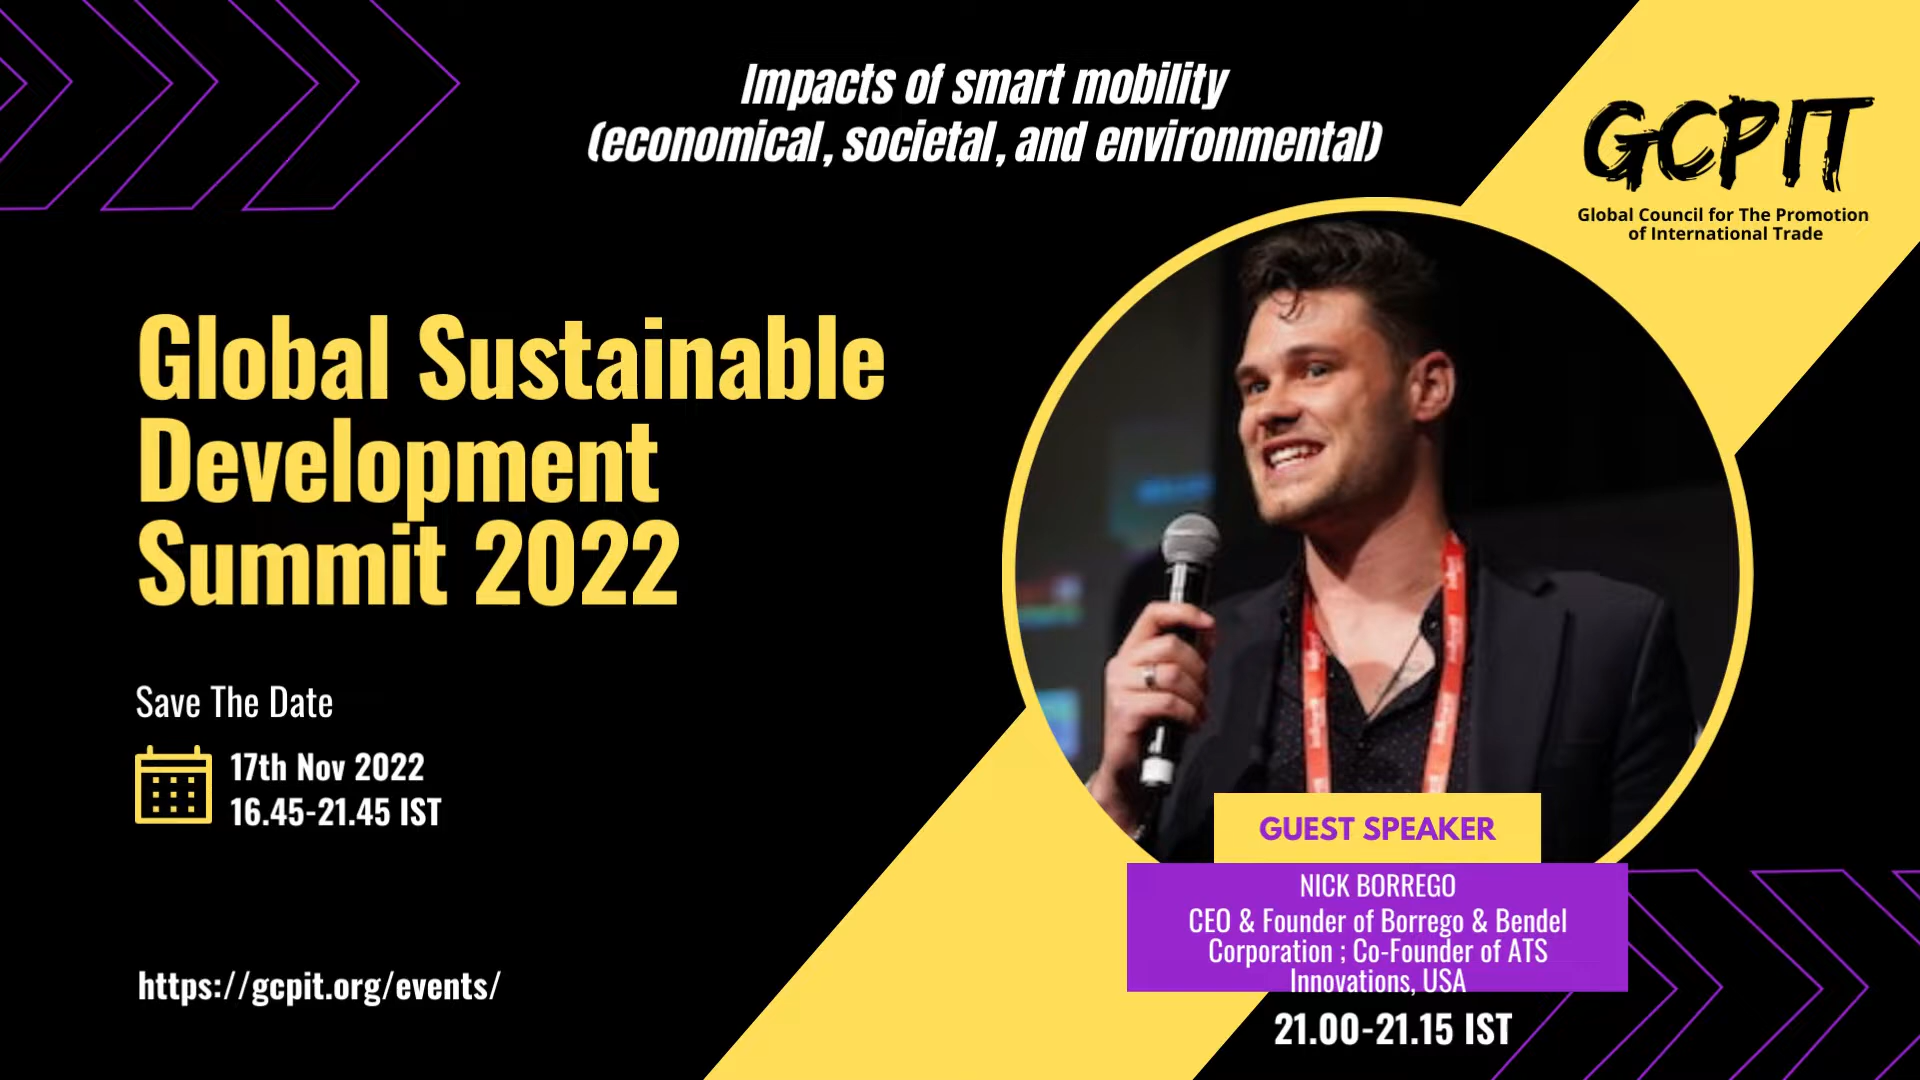 Impacts of smart mobility
(economical, societal, and environmental)
GCPIT
Global Council for The Promotion
of International Trade
Global Sustainable
Development
Summit 2022
Save The Date
17th Nov 2022
16.45-21.45 IST
https://gcpit.org/events/
GUEST SPEAKER
NICK BORREGO
CEO & Founder of Borrego & Bendel
Corporation ; Co-Founder of ATS
Innovations, USA
21.00-21.15 IST